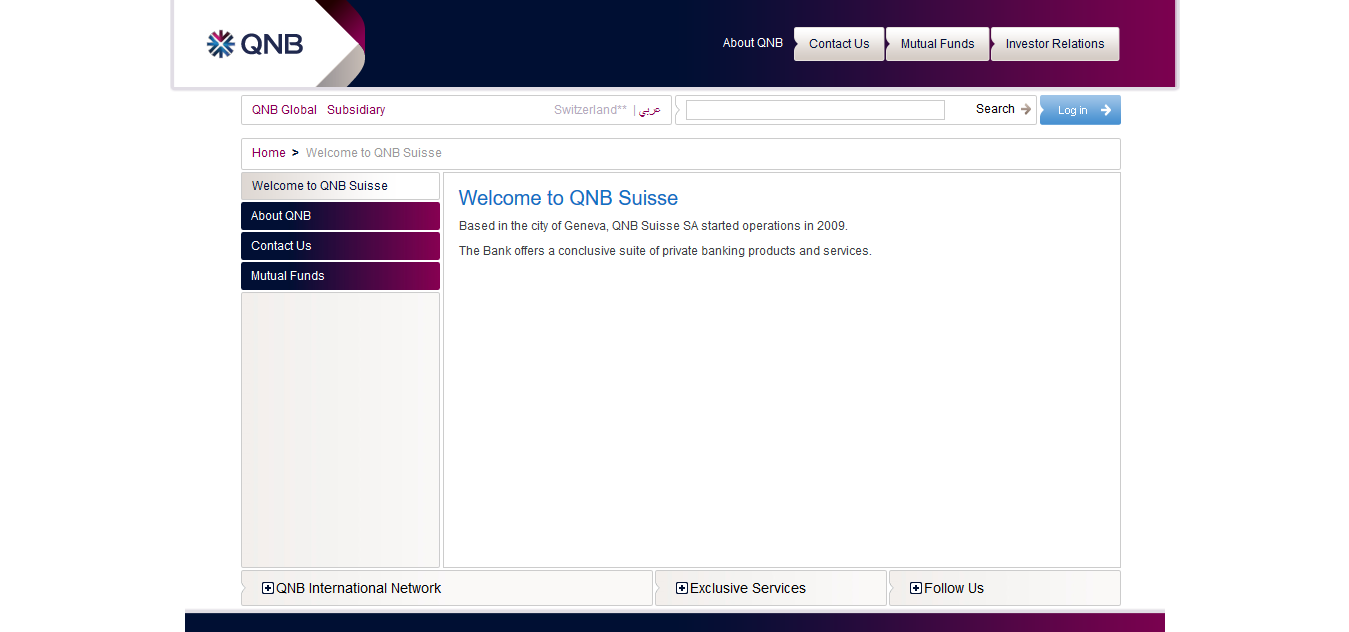 QNB
About QNB Contact Us Mutual Funds Investor Relations
QNB Global Subsidiary Switzerland** | عربي Search Log in
Home > Welcome to QNB Suisse
Welcome to QNB Suisse
About QNB
Contact Us
Mutual Funds
Welcome to QNB Suisse
Based in the city of Geneva, QNB Suisse SA started operations in 2009.
The Bank offers a conclusive suite of private banking products and services.
QNB International Network Exclusive Services Follow Us